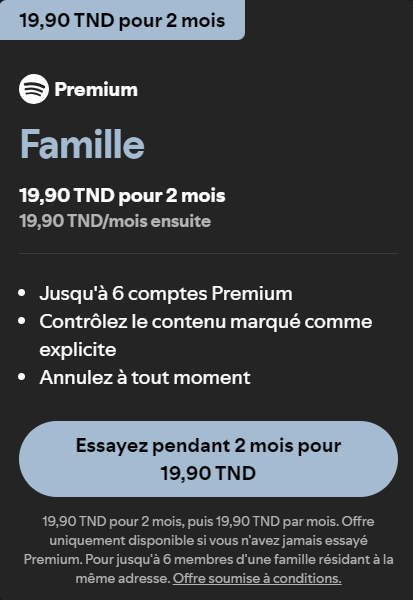 19,90 TND pour 2 mois
Premium
Famille
19,90 TND pour 2 mois
19,90 TND/mois ensuite
Jusqu'à 6 comptes Premium
Contrôlez le contenu marqué comme
explicite
Annulez à tout moment
Essayez pendant 2 mois pour
19,90 TND
19,90 TND pour 2 mois, puis 19,90 TND par mois. Offre
uniquement disponible si vous n'avez jamais essayé
Premium. Pour jusqu'à 6 membres d'une famille résidant à la
même adresse. Offre soumise à conditions.